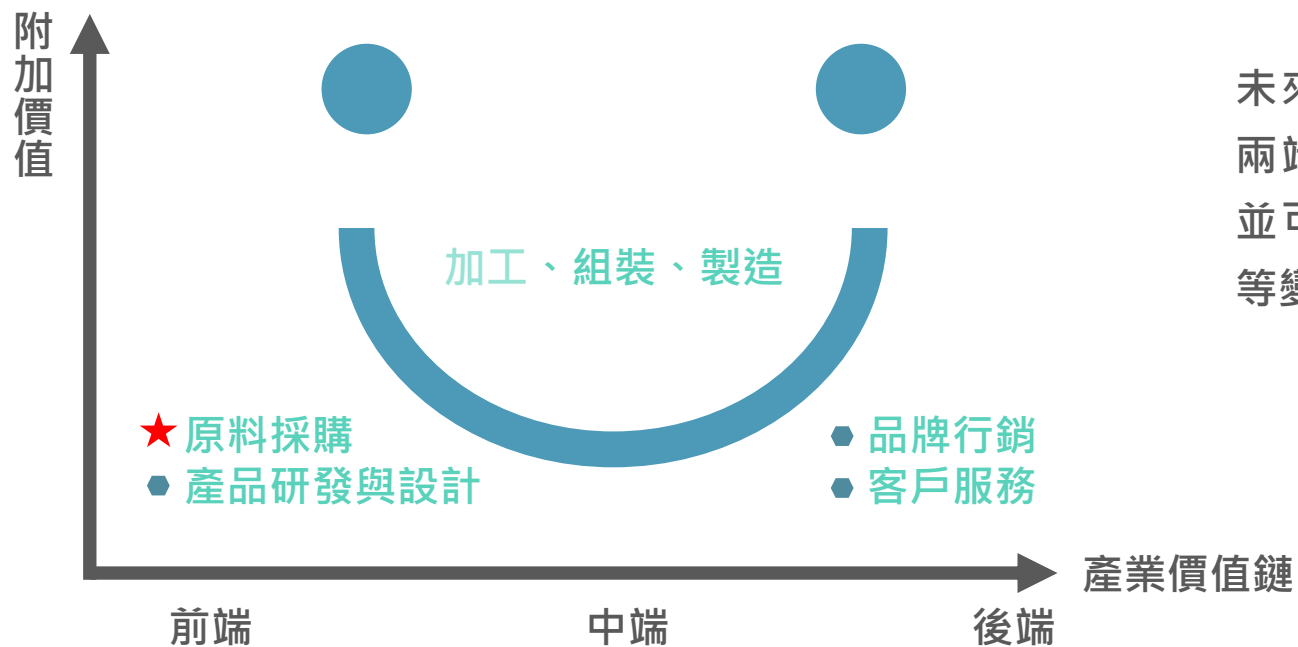 附加價值
未
兩
並
等
加工、組裝、製造
原料採購
產品研發與設計
品牌行銷
客戶服務
產業價值鏈
前端
中端
後端